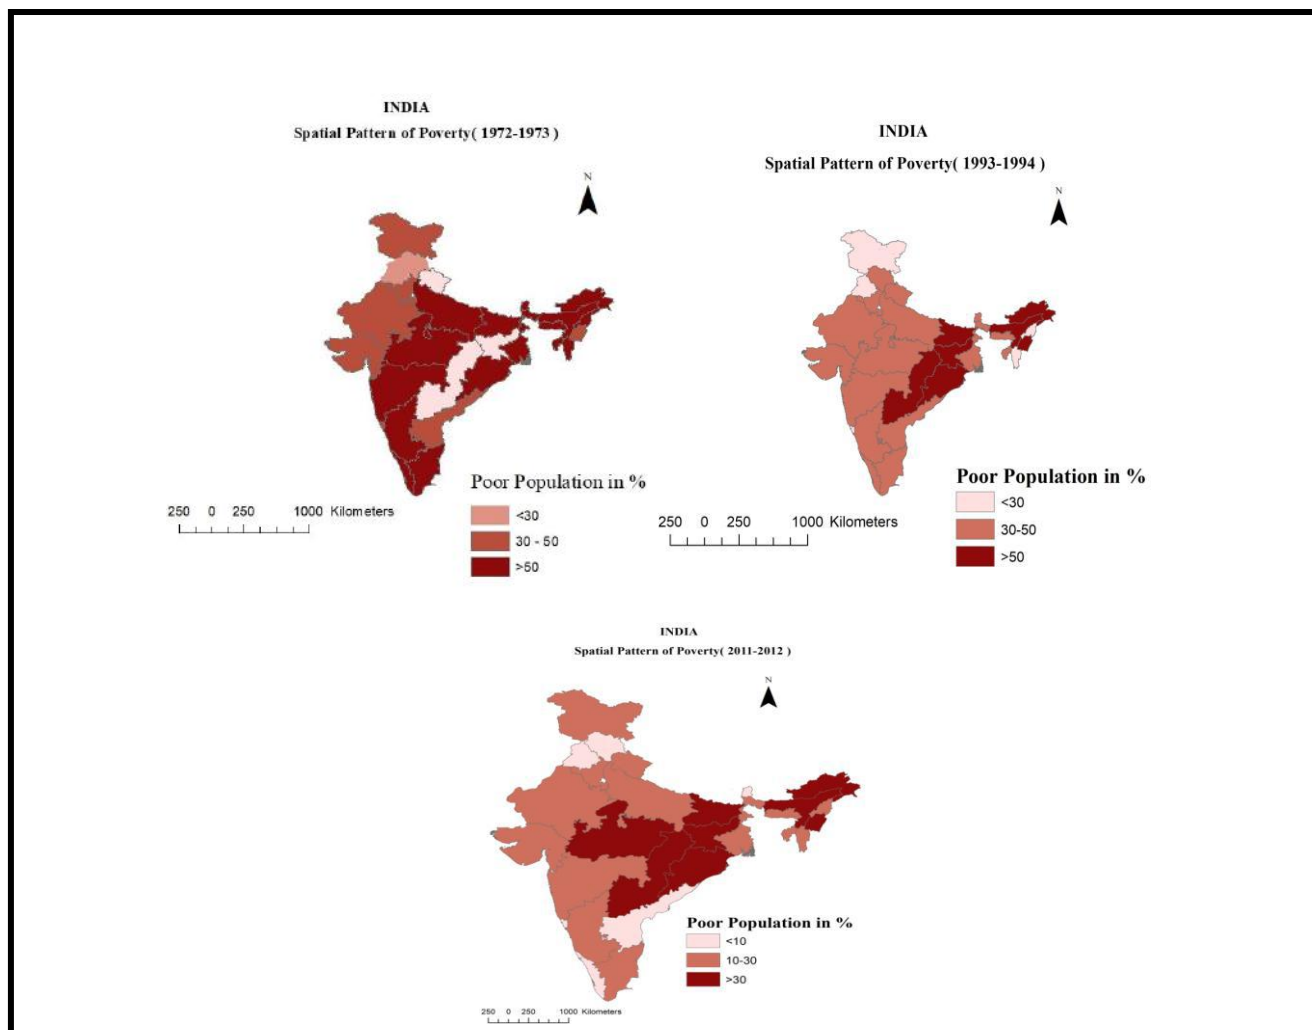 INDIA
Spatial Pattern of Poverty( 1972-1973 )
N
Poor Population in %
<30
30 - 50
>50
250 0 250 1000 Kilometers
INDIA
Spatial Pattern of Poverty( 1993-1994 )
N
Poor Population in %
<30
30-50
>50
250 0 250 1000 Kilometers
INDIA
Spatial Pattern of Poverty( 2011-2012 )
N
Poor Population in %
<10
10-30
>30
250 0 250 1000 Kilometers